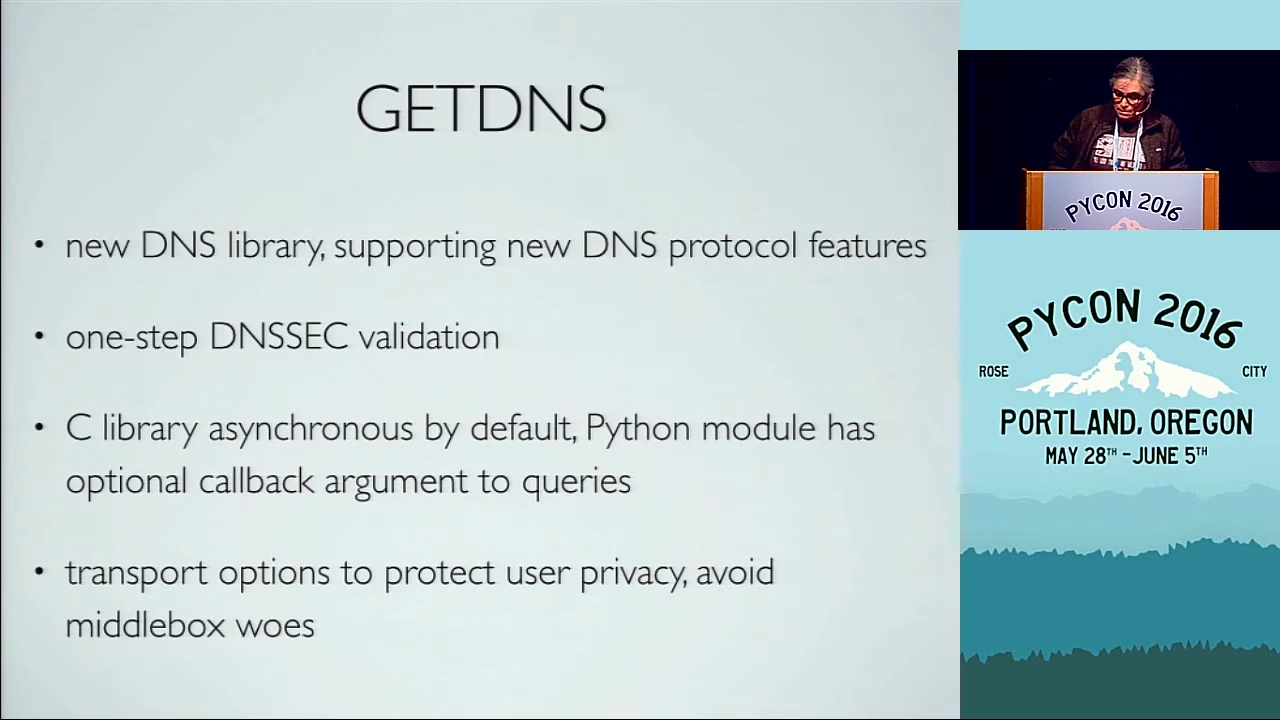 GETDNS
• new DNS library, supporting new DNS protocol features
• one-step DNSSEC validation
• C library asynchronous by default, Python module has
optional callback argument to queries
• transport options to protect user privacy, avoid
middlebox woes
PYCON 2016
PYCON 2016
ROSE
CITY
PORTLAND, OREGON
MAY 28TH - JUNE 5TH